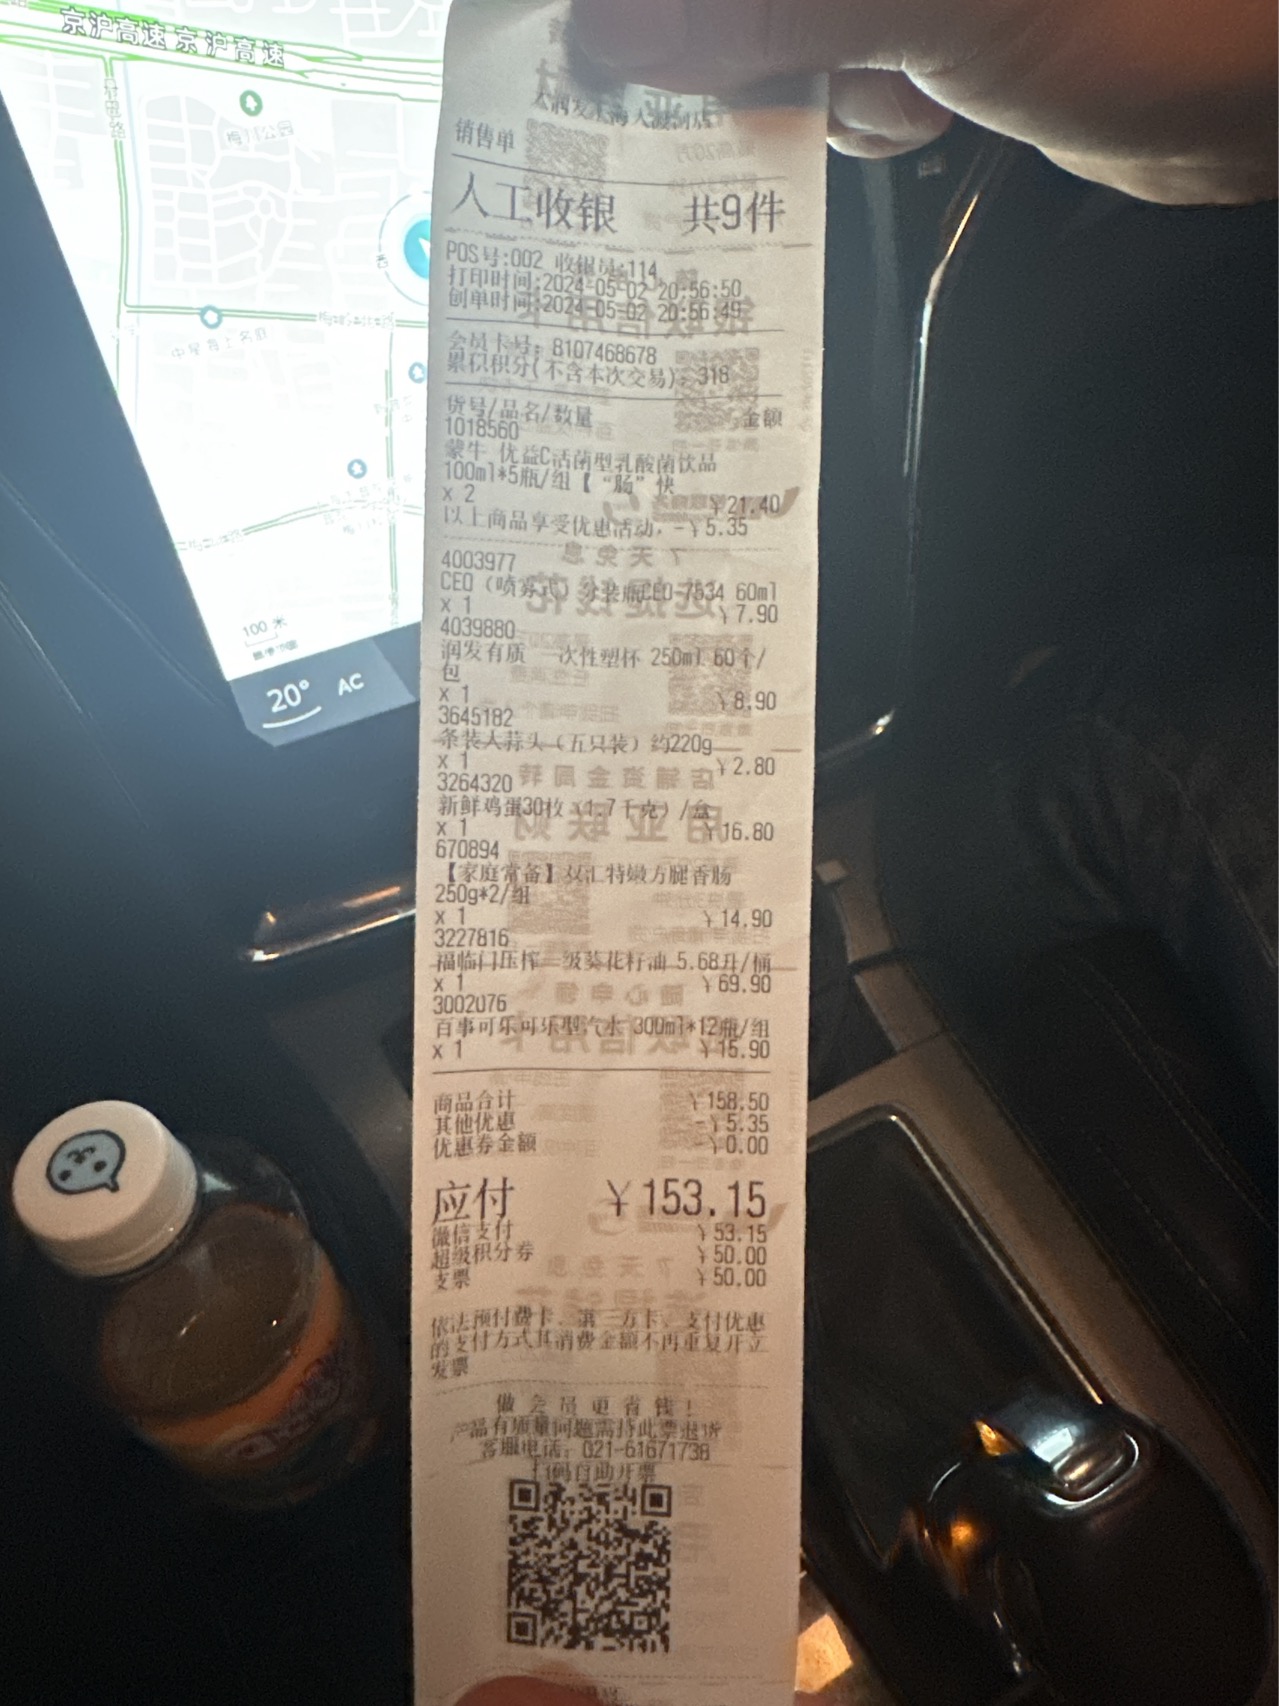 京沪高速 京沪高速
梅川公园
100 米
20° AC
销售单
人工收银 共9件
POS号:002 收银员:114
打印时间:2024-05-02 20:56:50
创单时间:2024-05-02 20:56:49
会员卡号: 8107468678
累积积分(不含本次交易): 318
货号/品名/数量 金额
1018560
蒙牛 优益C活菌型乳酸菌饮品
100ml*5瓶/组【“肠”快
x 2 ￥21.40
以上商品享受优惠活动, -￥5.35
4003977
CEO（喷雾式）分装瓶CEO-7534 60ml
x 1 ￥7.90
4039880
润发有质 一次性塑杯 250ml 60个/
包
x 1 ￥8.90
3645182
条装大蒜头（五只装）约220g
x 1 ￥2.80
3264320
新鲜鸡蛋30枚（1.7千克）/盒
x 1 ￥16.80
670894
【家庭常备】双汇特嫩方腿香肠
250g*2/组
x 1 ￥14.90
3227816
福临门压榨一级葵花籽油 5.68升/桶
x 1 ￥69.90
3002076
百事可乐可乐型汽水 300ml*12瓶/组
x 1 ￥15.90
商品合计 ￥158.50
其他优惠 -￥5.35
优惠券金额 ￥0.00
应付 ￥153.15
微信支付 ￥53.15
超级积分券 ￥50.00
支票 ￥50.00
依法预付费卡、第三方卡、支付优惠
的支付方式其消费金额不再重复开立
发票
做会员更省钱！
产品有质量问题需持此票退货
客服电话: 021-61671738
扫码自助开票